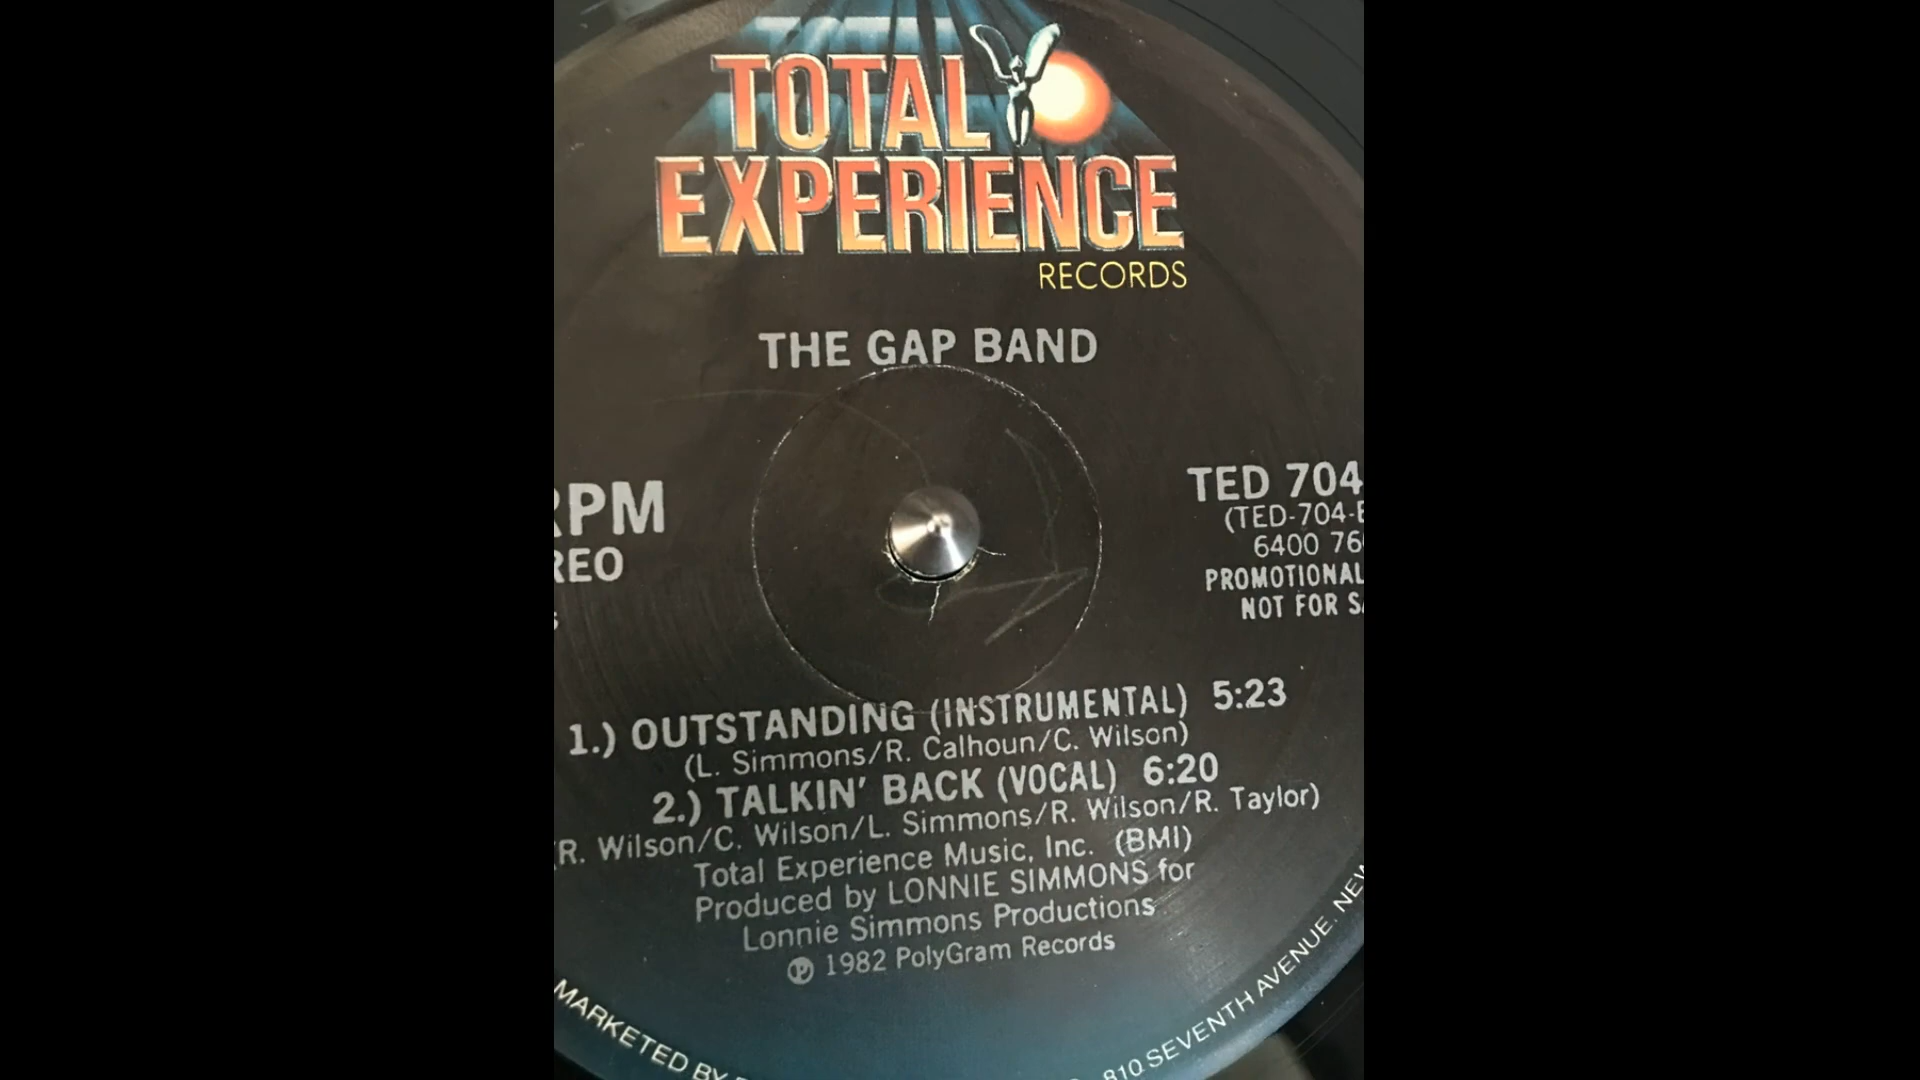 TOTAL
EXPERIENCE
RECORDS
THE GAP BAND
RPM
REO
TED 704
(TED-704-
6400 76
PROMOTIONAL
NOT FOR
1.) OUTSTANDING (INSTRUMENTAL) 5:23
(L. Simmons/R. Calhoun/C. Wilson)
2.) TALKIN' BACK (VOCAL) 6:20
(R. Wilson/C. Wilson/L. Simmons/R. Wilson/R. Taylor)
Total Experience Music, Inc. (BMI)
Produced by LONNIE SIMMONS for
Lonnie Simmons Productions
℗ 1982 PolyGram Records
MARKETED BY
810 SEVENTH AVENUE, NEW